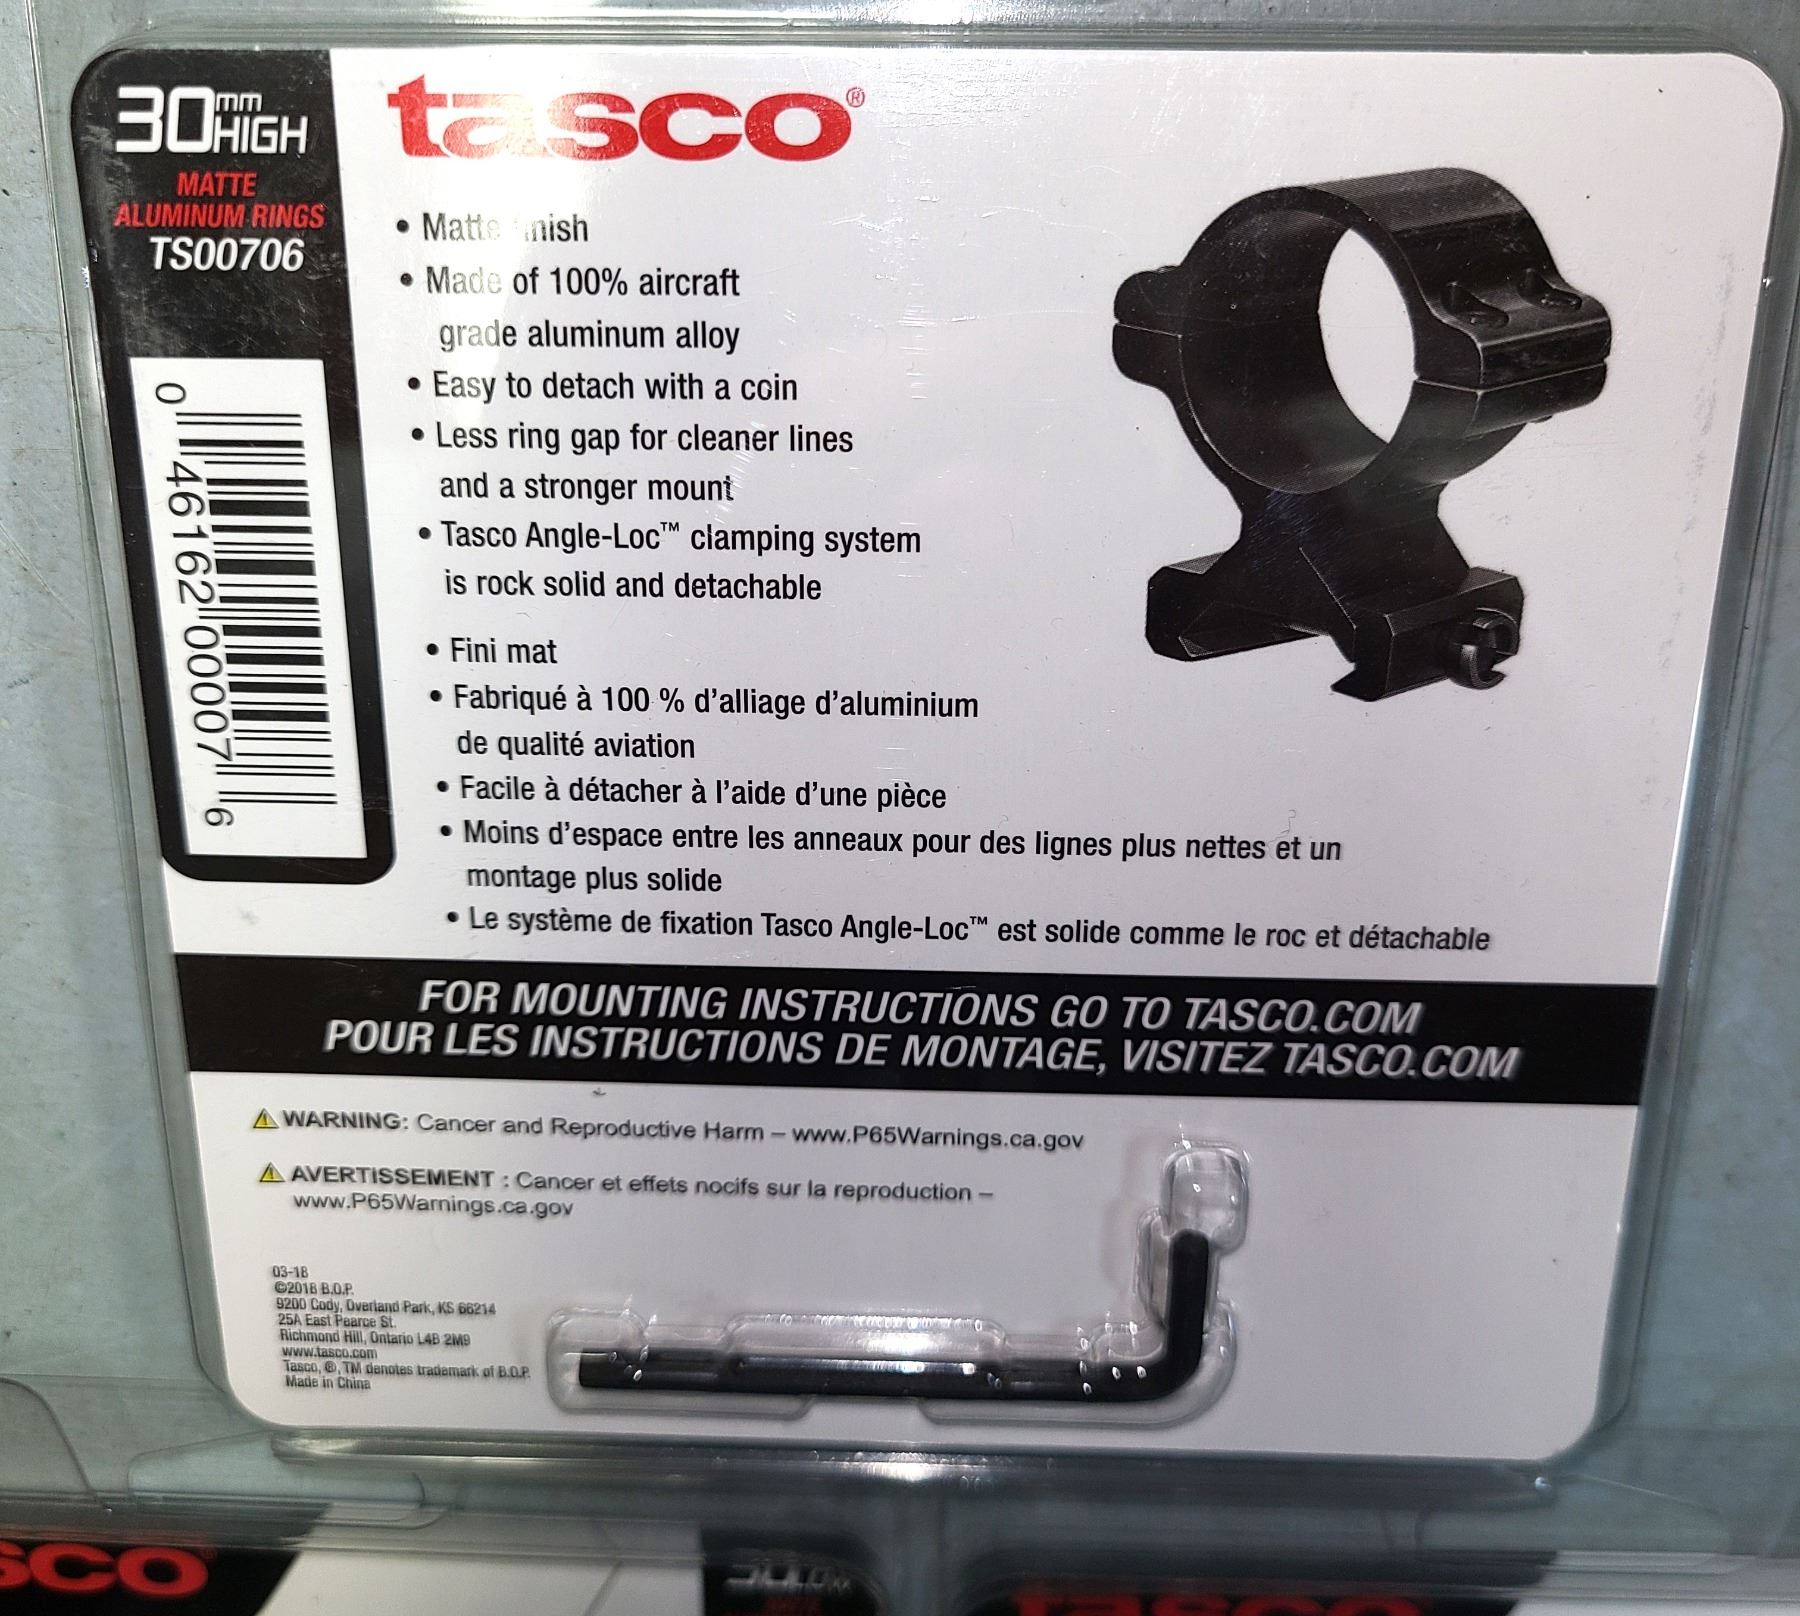 30mm HIGH
MATTE
ALUMINUM RINGS
TS00706
0 46162 00007 6
tasco®
• Matte finish
• Made of 100% aircraft
grade aluminum alloy
• Easy to detach with a coin
• Less ring gap for cleaner lines
and a stronger mount
• Tasco Angle-Loc™ clamping system
is rock solid and detachable
• Fini mat
• Fabriqué à 100 % d'alliage d'aluminium
de qualité aviation
• Facile à détacher à l'aide d'une pièce
• Moins d'espace entre les anneaux pour des lignes plus nettes et un
montage plus solide
• Le système de fixation Tasco Angle-Loc™ est solide comme le roc et détachable
FOR MOUNTING INSTRUCTIONS GO TO TASCO.COM
POUR LES INSTRUCTIONS DE MONTAGE, VISITEZ TASCO.COM
WARNING: Cancer and Reproductive Harm – www.P65Warnings.ca.gov
AVERTISSEMENT : Cancer et effets nocifs sur la reproduction –
www.P65Warnings.ca.gov
03-18
©2018 B.O.P.
9200 Cody, Overland Park, KS 66214
25A East Pearce St.
Richmond Hill, Ontario L4B 2M9
www.tasco.com
Tasco, ®, TM denotes trademark of B.O.P.
Made in China
sco
tasco